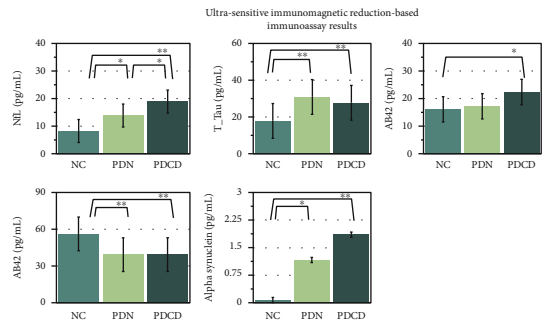 Ultra-sensitive immunomagnetic reduction-based
immunoassay results
NfL (pg/mL)
40
30
20
10
0
**
*
*
NC PDN PDCD
T_Tau (pg/mL)
60
40
20
0
**
**
NC PDN PDCD
AB42 (pg/mL)
40
30
20
10
0
*
NC PDN PDCD
AB42 (pg/mL)
90
60
30
0
**
**
NC PDN PDCD
Alpha synuclein (pg/mL)
3
2.25
1.5
0.75
0
**
*
NC PDN PDCD